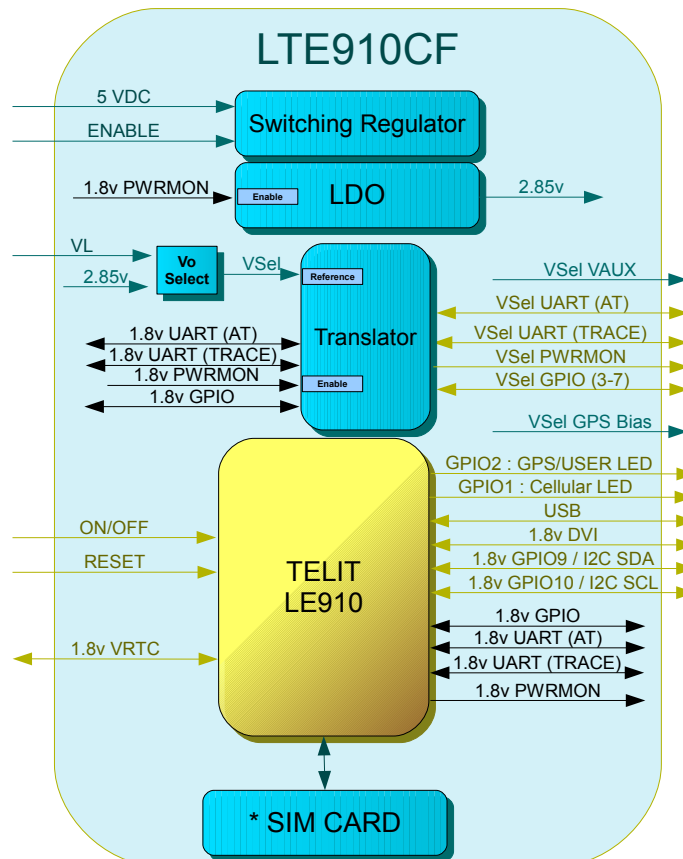 LTE910CF
5 VDC
Switching Regulator
ENABLE
1.8v PWRMON
Enable
LDO
2.85v
VL
2.85v
Vo
Select
VSel
Reference
Translator
Enable
1.8v UART (AT)
1.8v UART (TRACE)
1.8v PWRMON
1.8v GPIO
VSel VAUX
VSel UART (AT)
VSel UART (TRACE)
VSel PWRMON
VSel GPIO (3-7)
VSel GPS Bias
ON/OFF
RESET
1.8v VRTC
TELIT
LE910
GPIO2 : GPS/USER LED
GPIO1 : Cellular LED
USB
1.8v DVI
1.8v GPIO9 / I2C SDA
1.8v GPIO10 / I2C SCL
1.8v GPIO
1.8v UART (AT)
1.8v UART (TRACE)
1.8v PWRMON
* SIM CARD